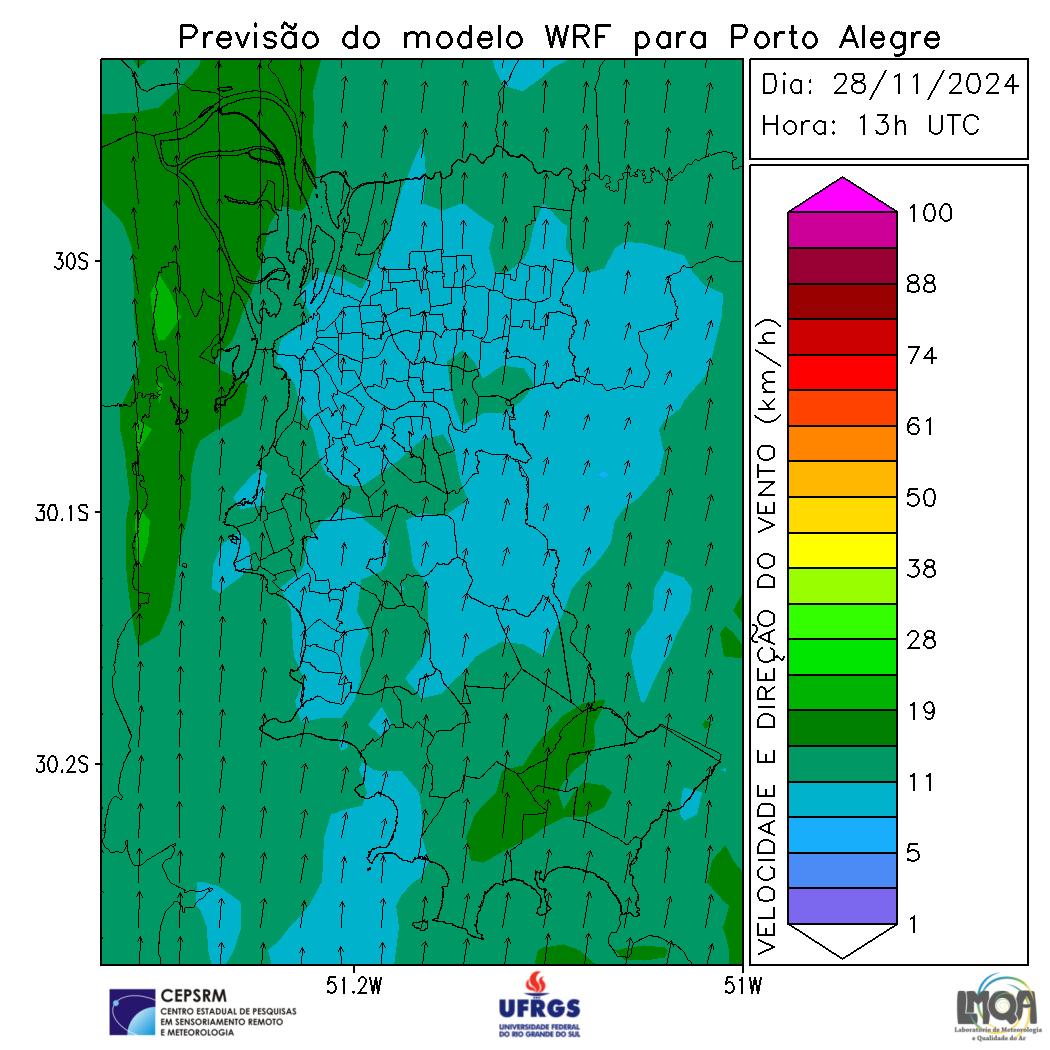 Previsão do modelo WRF para Porto Alegre
Dia: 28/11/2024
Hora: 13h UTC
30S
30.1S
30.2S
51.2W
51W
VELOCIDADE E DIREÇÃO DO VENTO (km/h)
100
88
74
61
50
38
28
19
11
5
1
CEPSRM
CENTRO ESTADUAL DE PESQUISAS
EM SENSORIAMENTO REMOTO
E METEOROLOGIA
UFRGS
UNIVERSIDADE FEDERAL
DO RIO GRANDE DO SUL
LMQA
Laboratório de Meteorologia
e Qualidade do Ar